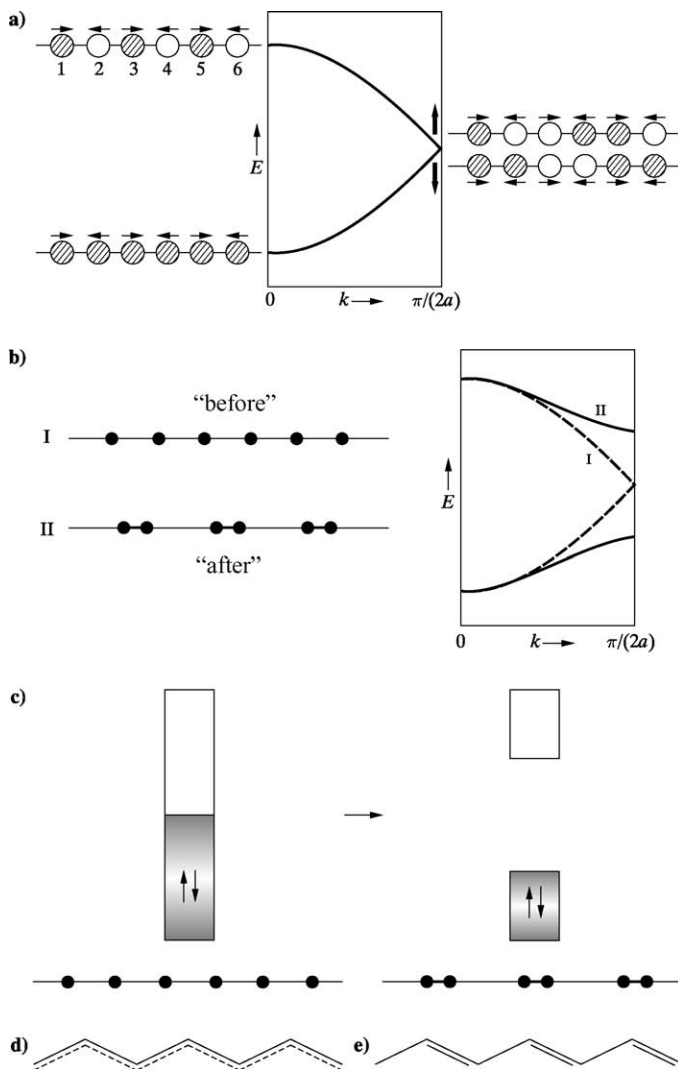 a)
1 2 3 4 5 6
E
0 k π/(2a)
b)
"before"
I
II
"after"
II
I
E
0 k π/(2a)
c)
d) e)